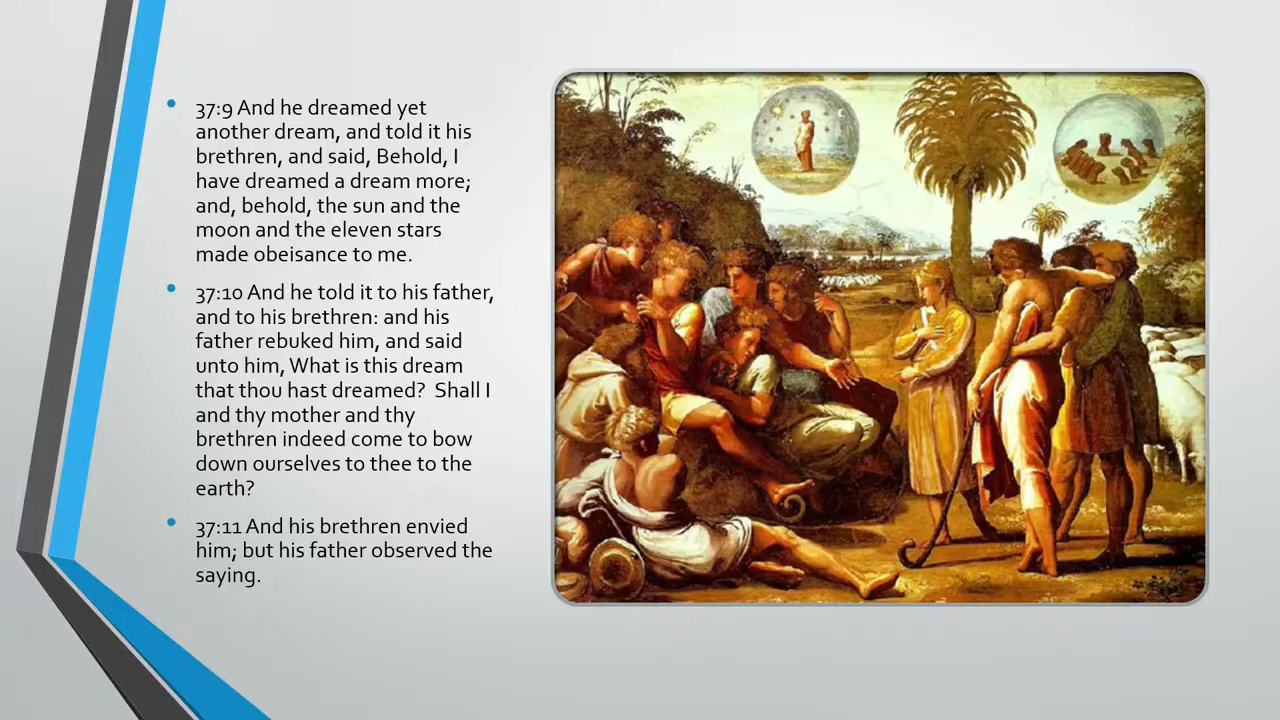 37:9 And he dreamed yet
another dream, and told it his
brethren, and said, Behold, I
have dreamed a dream more;
and, behold, the sun and the
moon and the eleven stars
made obeisance to me.
37:10 And he told it to his father,
and to his brethren: and his
father rebuked him, and said
unto him, What is this dream
that thou hast dreamed?  Shall I
and thy mother and thy
brethren indeed come to bow
down ourselves to thee to the
earth?
37:11 And his brethren envied
him; but his father observed the
saying.